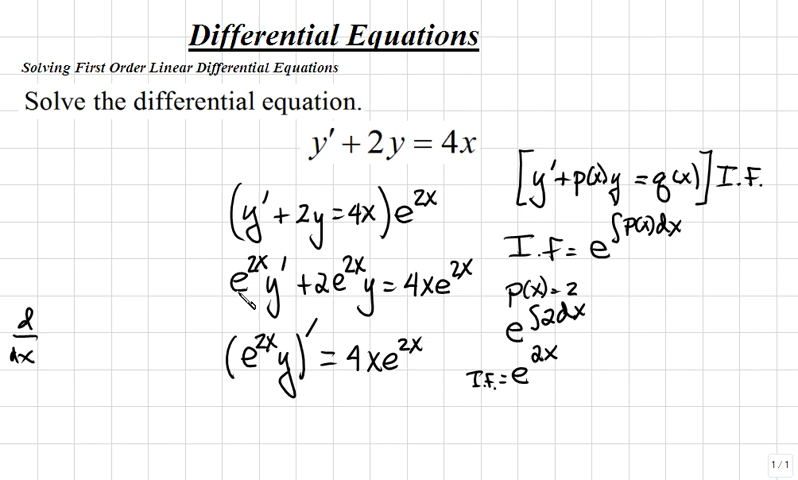 Differential Equations
Solving First Order Linear Differential Equations
Solve the differential equation.
y′ + 2y = 4x
[y' + p(x)y = q(x)] I.F.
(y' + 2y = 4x) e^{2x}
I.F = e^{∫p(x)dx}
e^{2x} y' + 2e^{2x} y = 4xe^{2x}
p(x) = 2
e^{∫2dx}
d/dx
(e^{2x} y)' = 4xe^{2x}
I.F. = e^{2x}
1 / 1